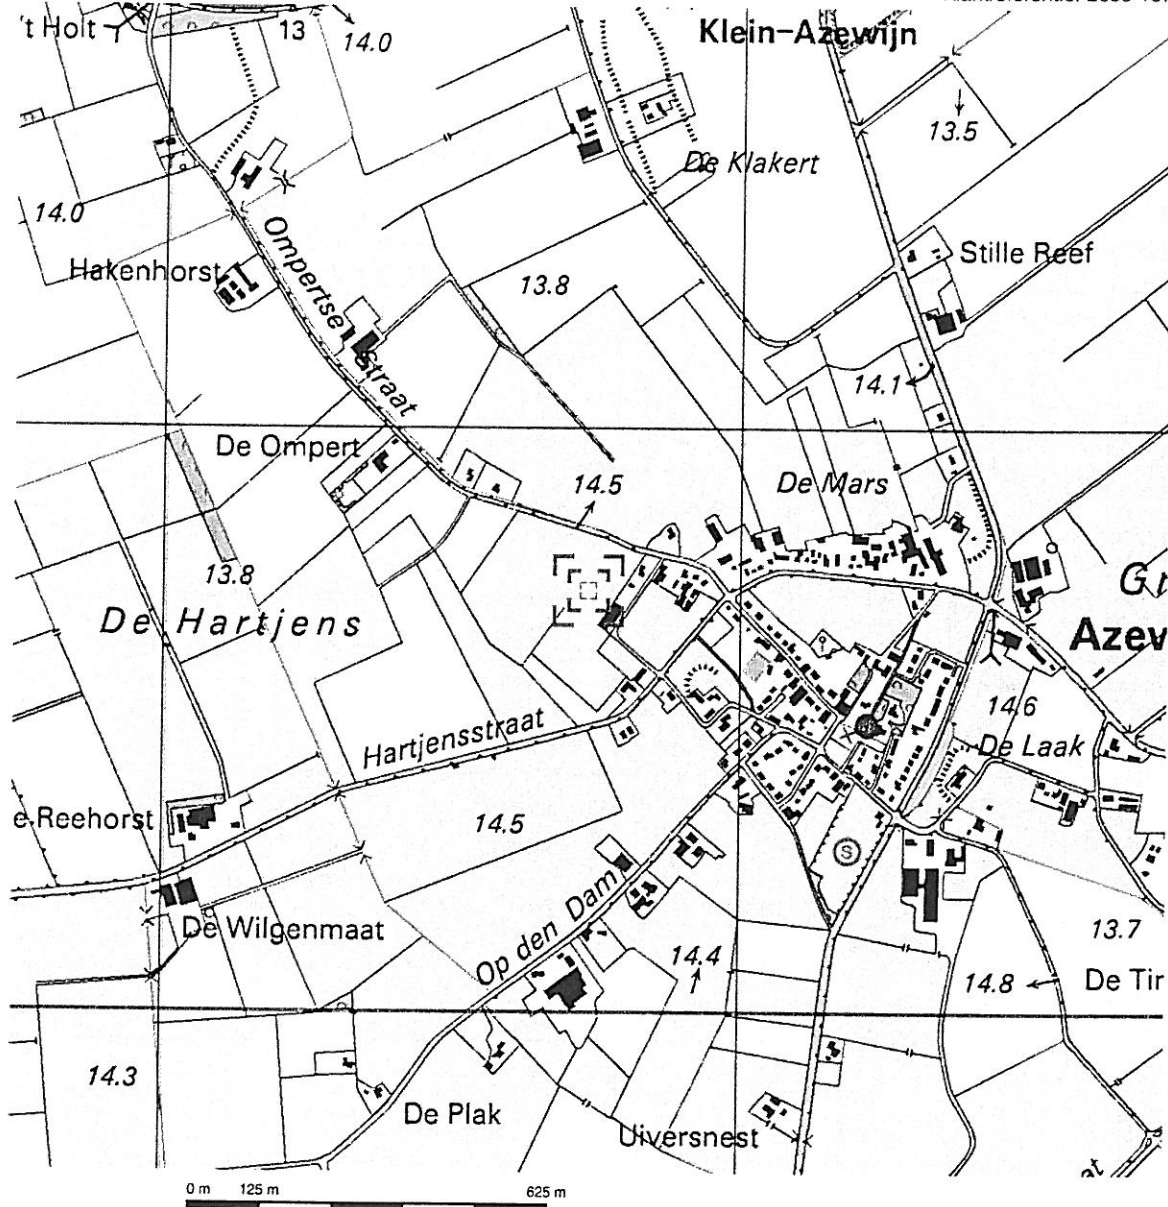 't Holt
13
14.0
Klein-Azewijn
13.5
De Klakert
14.0
Ompertse Straat
Stille Reef
Hakenhorst
13.8
14.1
De Ompert
5
4
14.5
De Mars
13.8
De Hartjens
Azew
14.6
Hartjensstraat
De Laak
e Reehorst
14.5
S
Op den Dam
De Wilgenmaat
13.7
14.4
14.8
De Tir
14.3
De Plak
Uiversnest
0 m 125 m 625 m